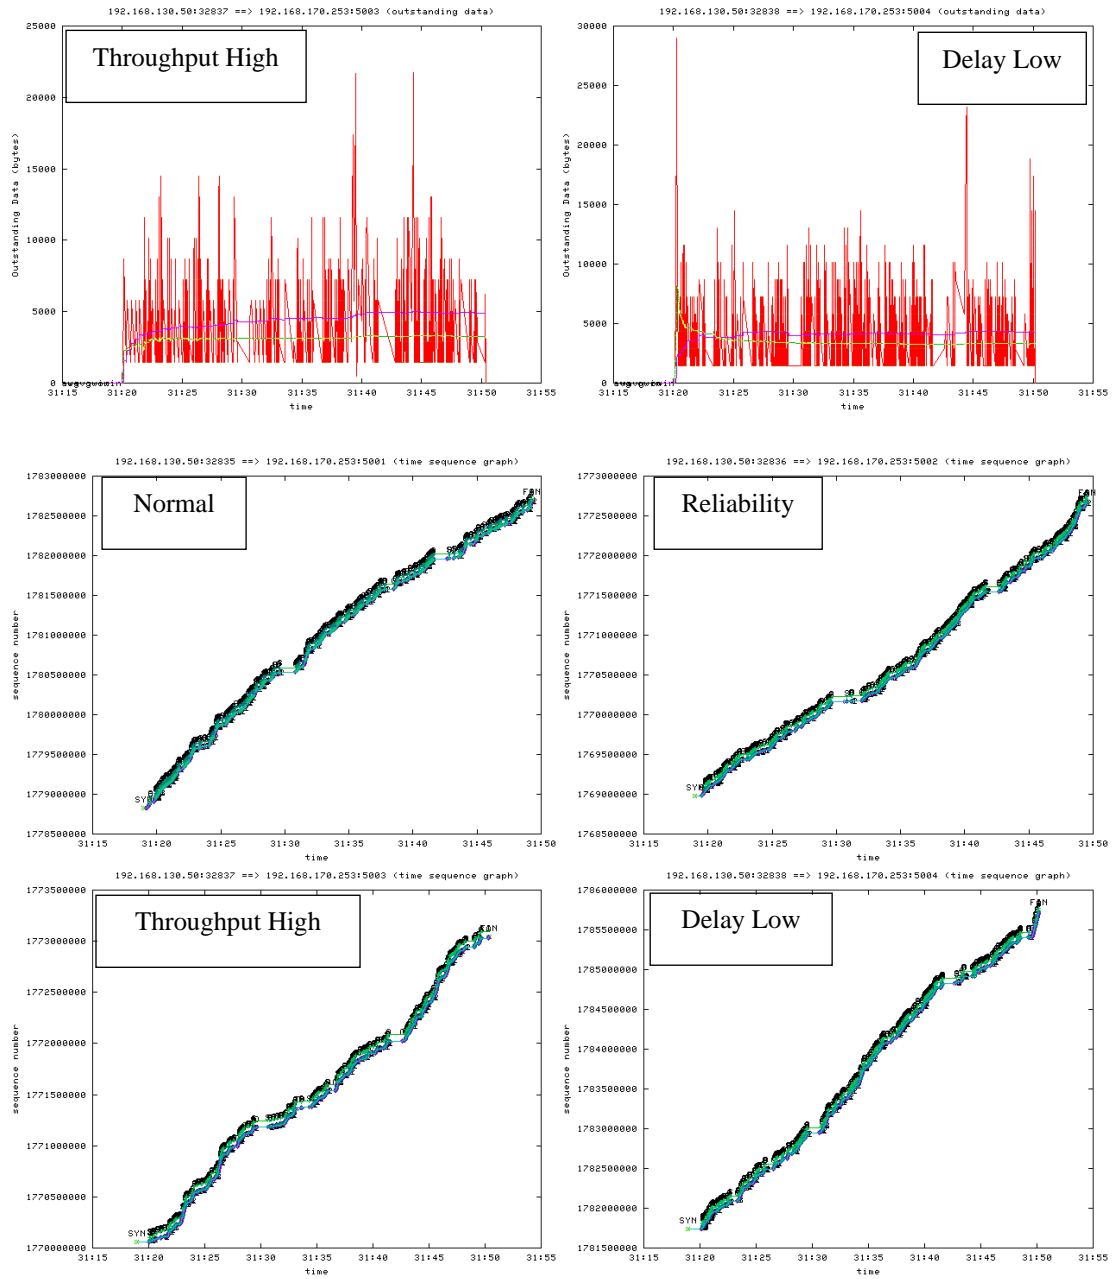 192.168.130.50:32837 ==> 192.168.170.253:5003 (outstanding data)
Throughput High
Outstanding Data (bytes)
25000
20000
15000
10000
5000
0
31:15 31:20 31:25 31:30 31:35 31:40 31:45 31:50 31:55
time
192.168.130.50:32838 ==> 192.168.170.253:5004 (outstanding data)
Delay Low
Outstanding Data (bytes)
30000
25000
20000
15000
10000
5000
0
31:15 31:20 31:25 31:30 31:35 31:40 31:45 31:50 31:55
time
192.168.130.50:32835 ==> 192.168.170.253:5001 (time sequence graph)
Normal
sequence number
1783000000
1782500000
1782000000
1781500000
1781000000
1780500000
1780000000
1779500000
1779000000
1778500000
SYN
31:15 31:20 31:25 31:30 31:35 31:40 31:45 31:50
time
192.168.130.50:32836 ==> 192.168.170.253:5002 (time sequence graph)
Reliability
sequence number
1773000000
1772500000
1772000000
1771500000
1771000000
1770500000
1770000000
1769500000
1769000000
1768500000
SYN
31:15 31:20 31:25 31:30 31:35 31:40 31:45 31:50
time
192.168.130.50:32837 ==> 192.168.170.253:5003 (time sequence graph)
Throughput High
sequence number
1773500000
1773000000
1772500000
1772000000
1771500000
1771000000
1770500000
1770000000
SYN
31:15 31:20 31:25 31:30 31:35 31:40 31:45 31:50 31:55
time
192.168.130.50:32838 ==> 192.168.170.253:5004 (time sequence graph)
Delay Low
sequence number
1786000000
1785500000
1785000000
1784500000
1784000000
1783500000
1783000000
1782500000
1782000000
1781500000
SYN
31:15 31:20 31:25 31:30 31:35 31:40 31:45 31:50 31:55
time